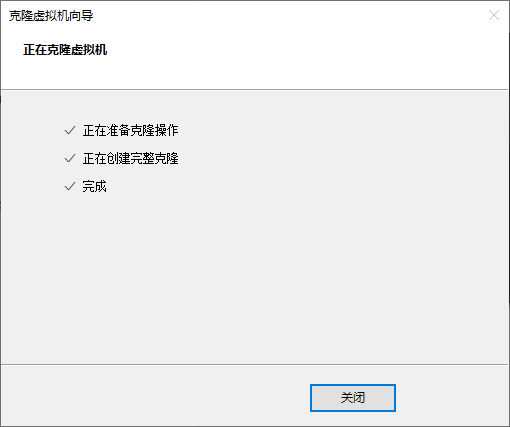 克隆虚拟机向导
正在克隆虚拟机
正在准备克隆操作
正在创建完整克隆
完成
关闭